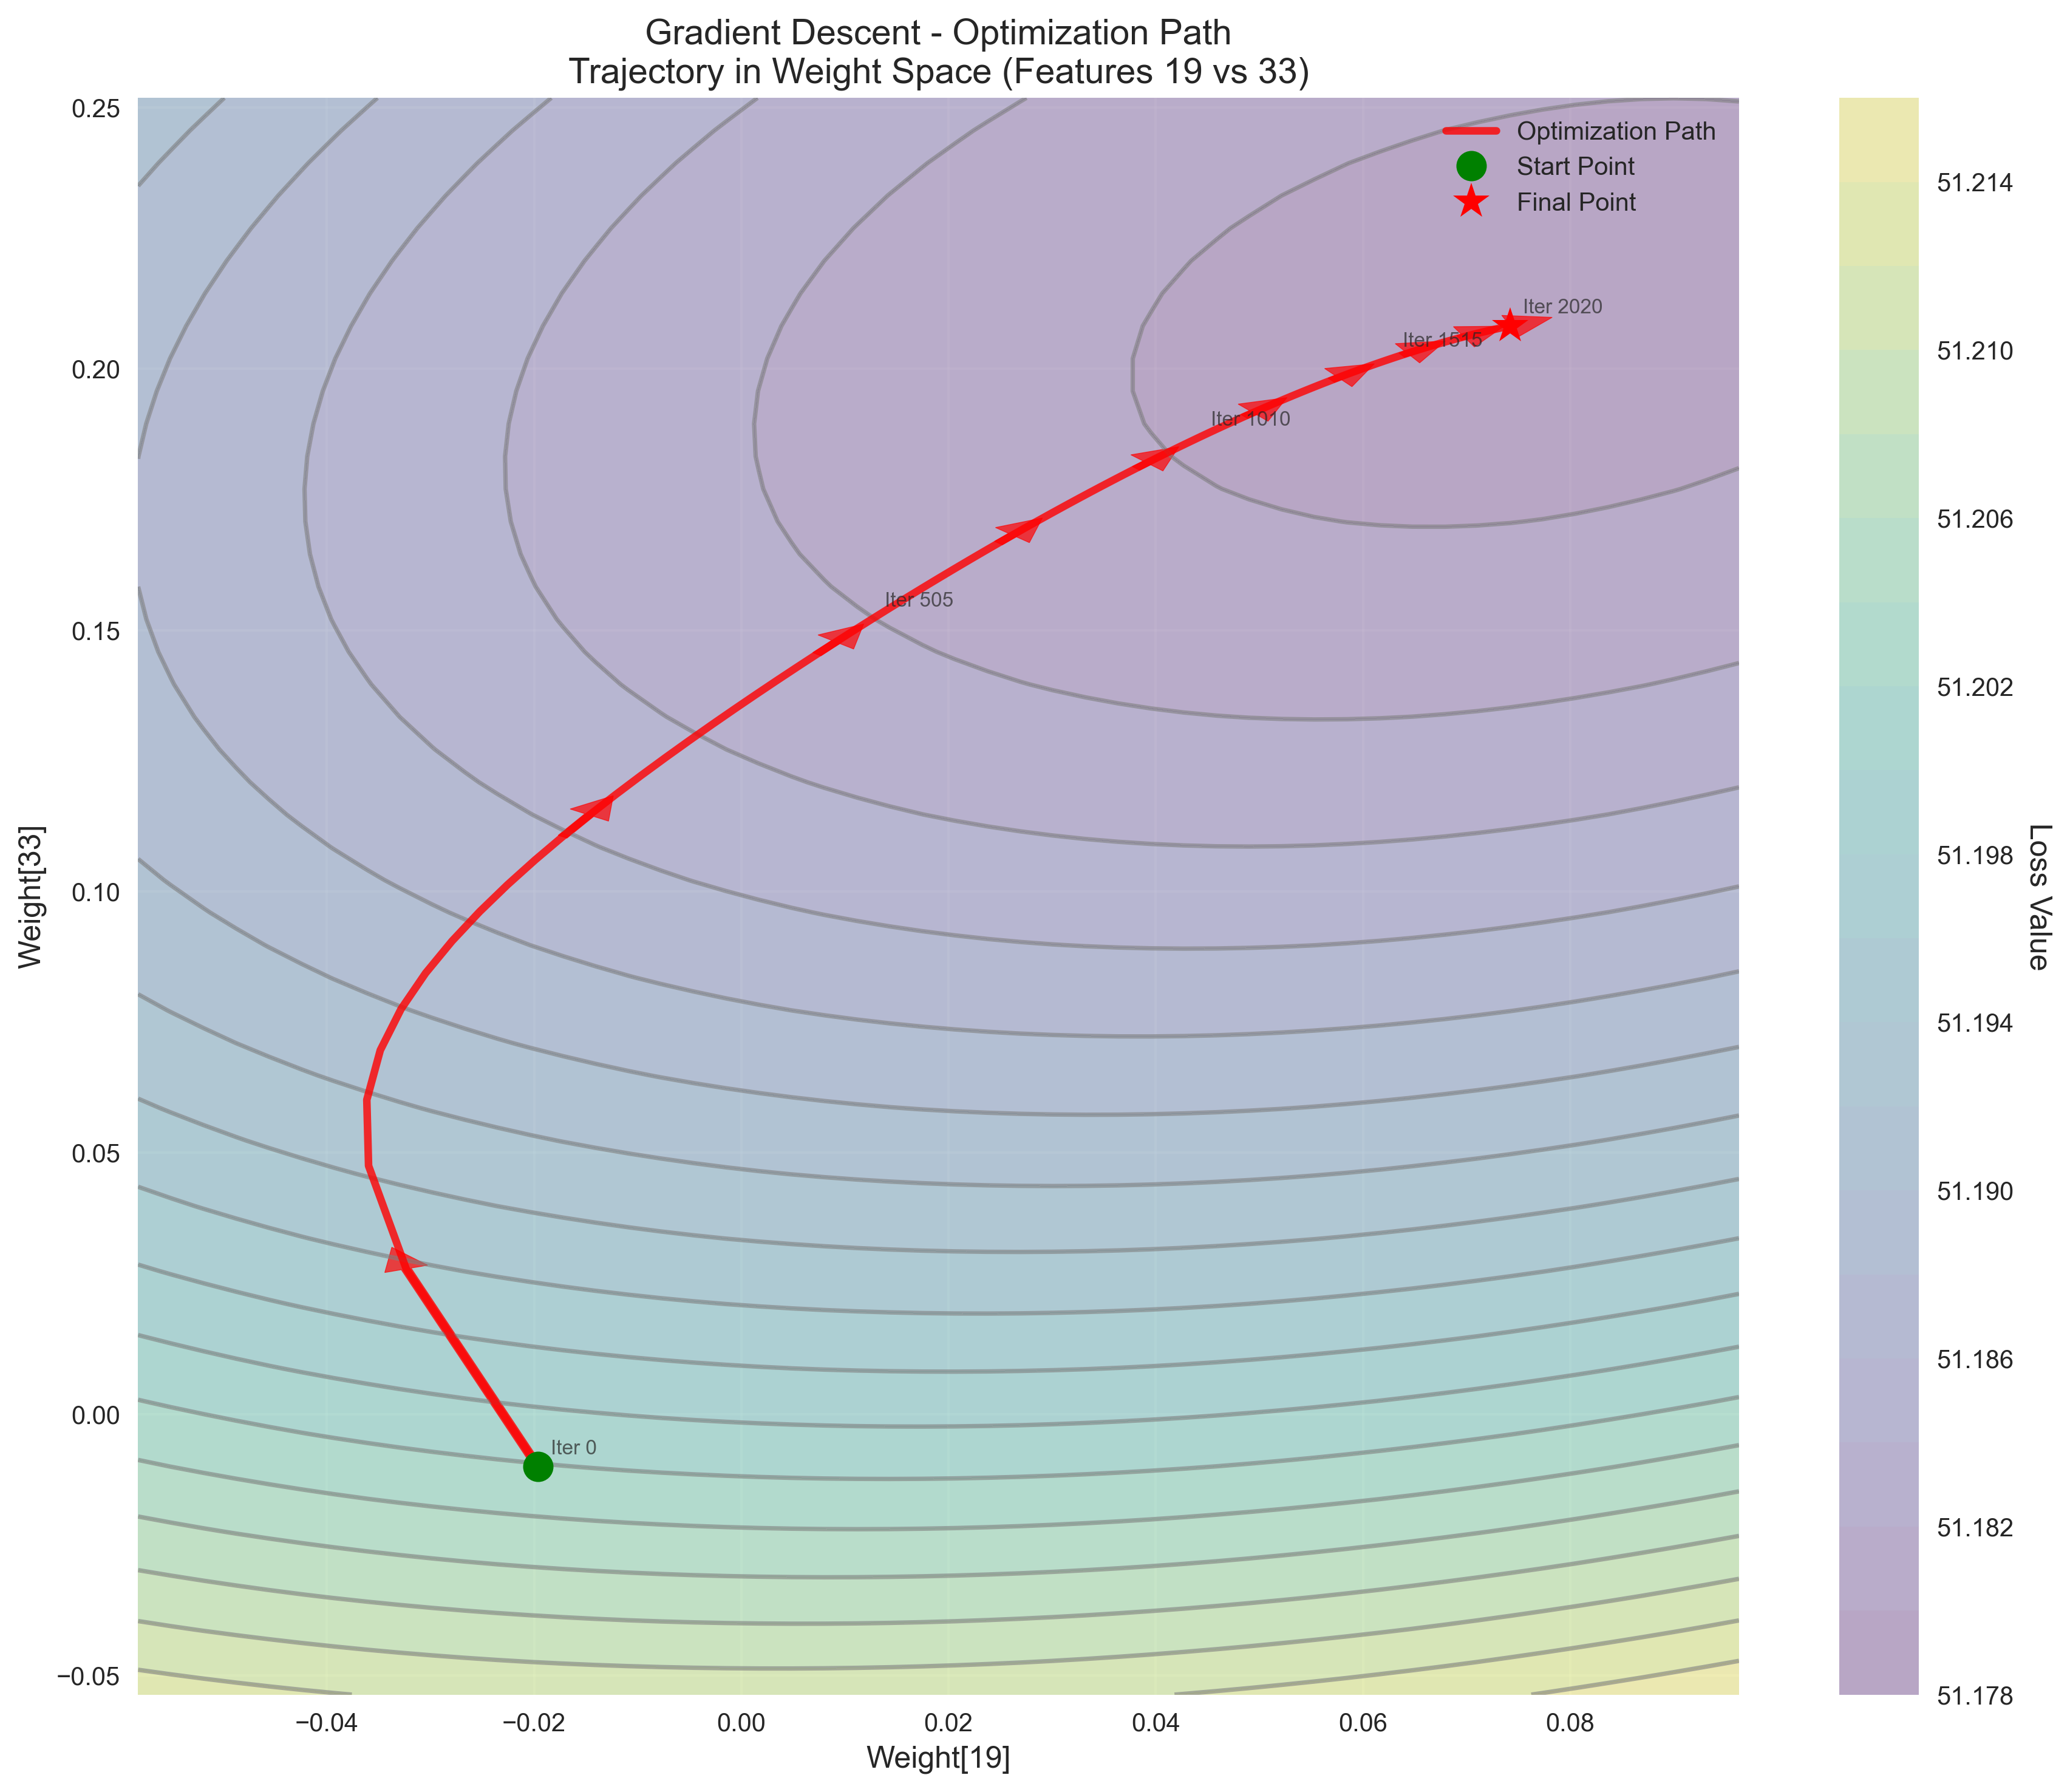 Gradient Descent - Optimization Path
Trajectory in Weight Space (Features 19 vs 33)
Optimization Path
Start Point
Final Point
Iter 2020
Iter 1515
Iter 1010
Iter 505
Iter 0
0.25
0.20
0.15
0.10
0.05
0.00
−0.05
Weight[33]
−0.04
−0.02
0.00
0.02
0.04
0.06
0.08
Weight[19]
51.214
51.210
51.206
51.202
51.198
51.194
51.190
51.186
51.182
51.178
Loss Value